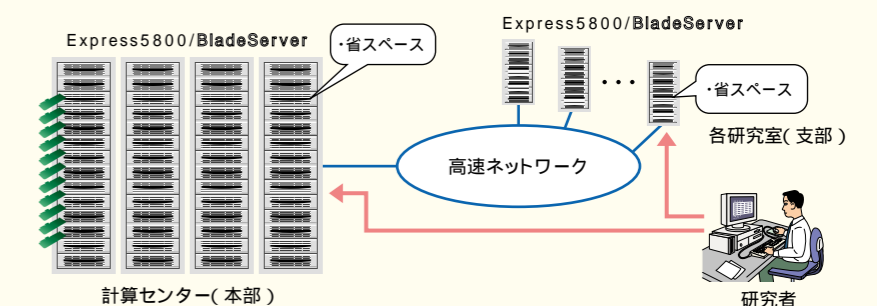 Express5800/BladeServer
・省スペース
Express5800/BladeServer
・・・
・省スペース
各研究室(支部)
高速ネットワーク
計算センター(本部)
研究者